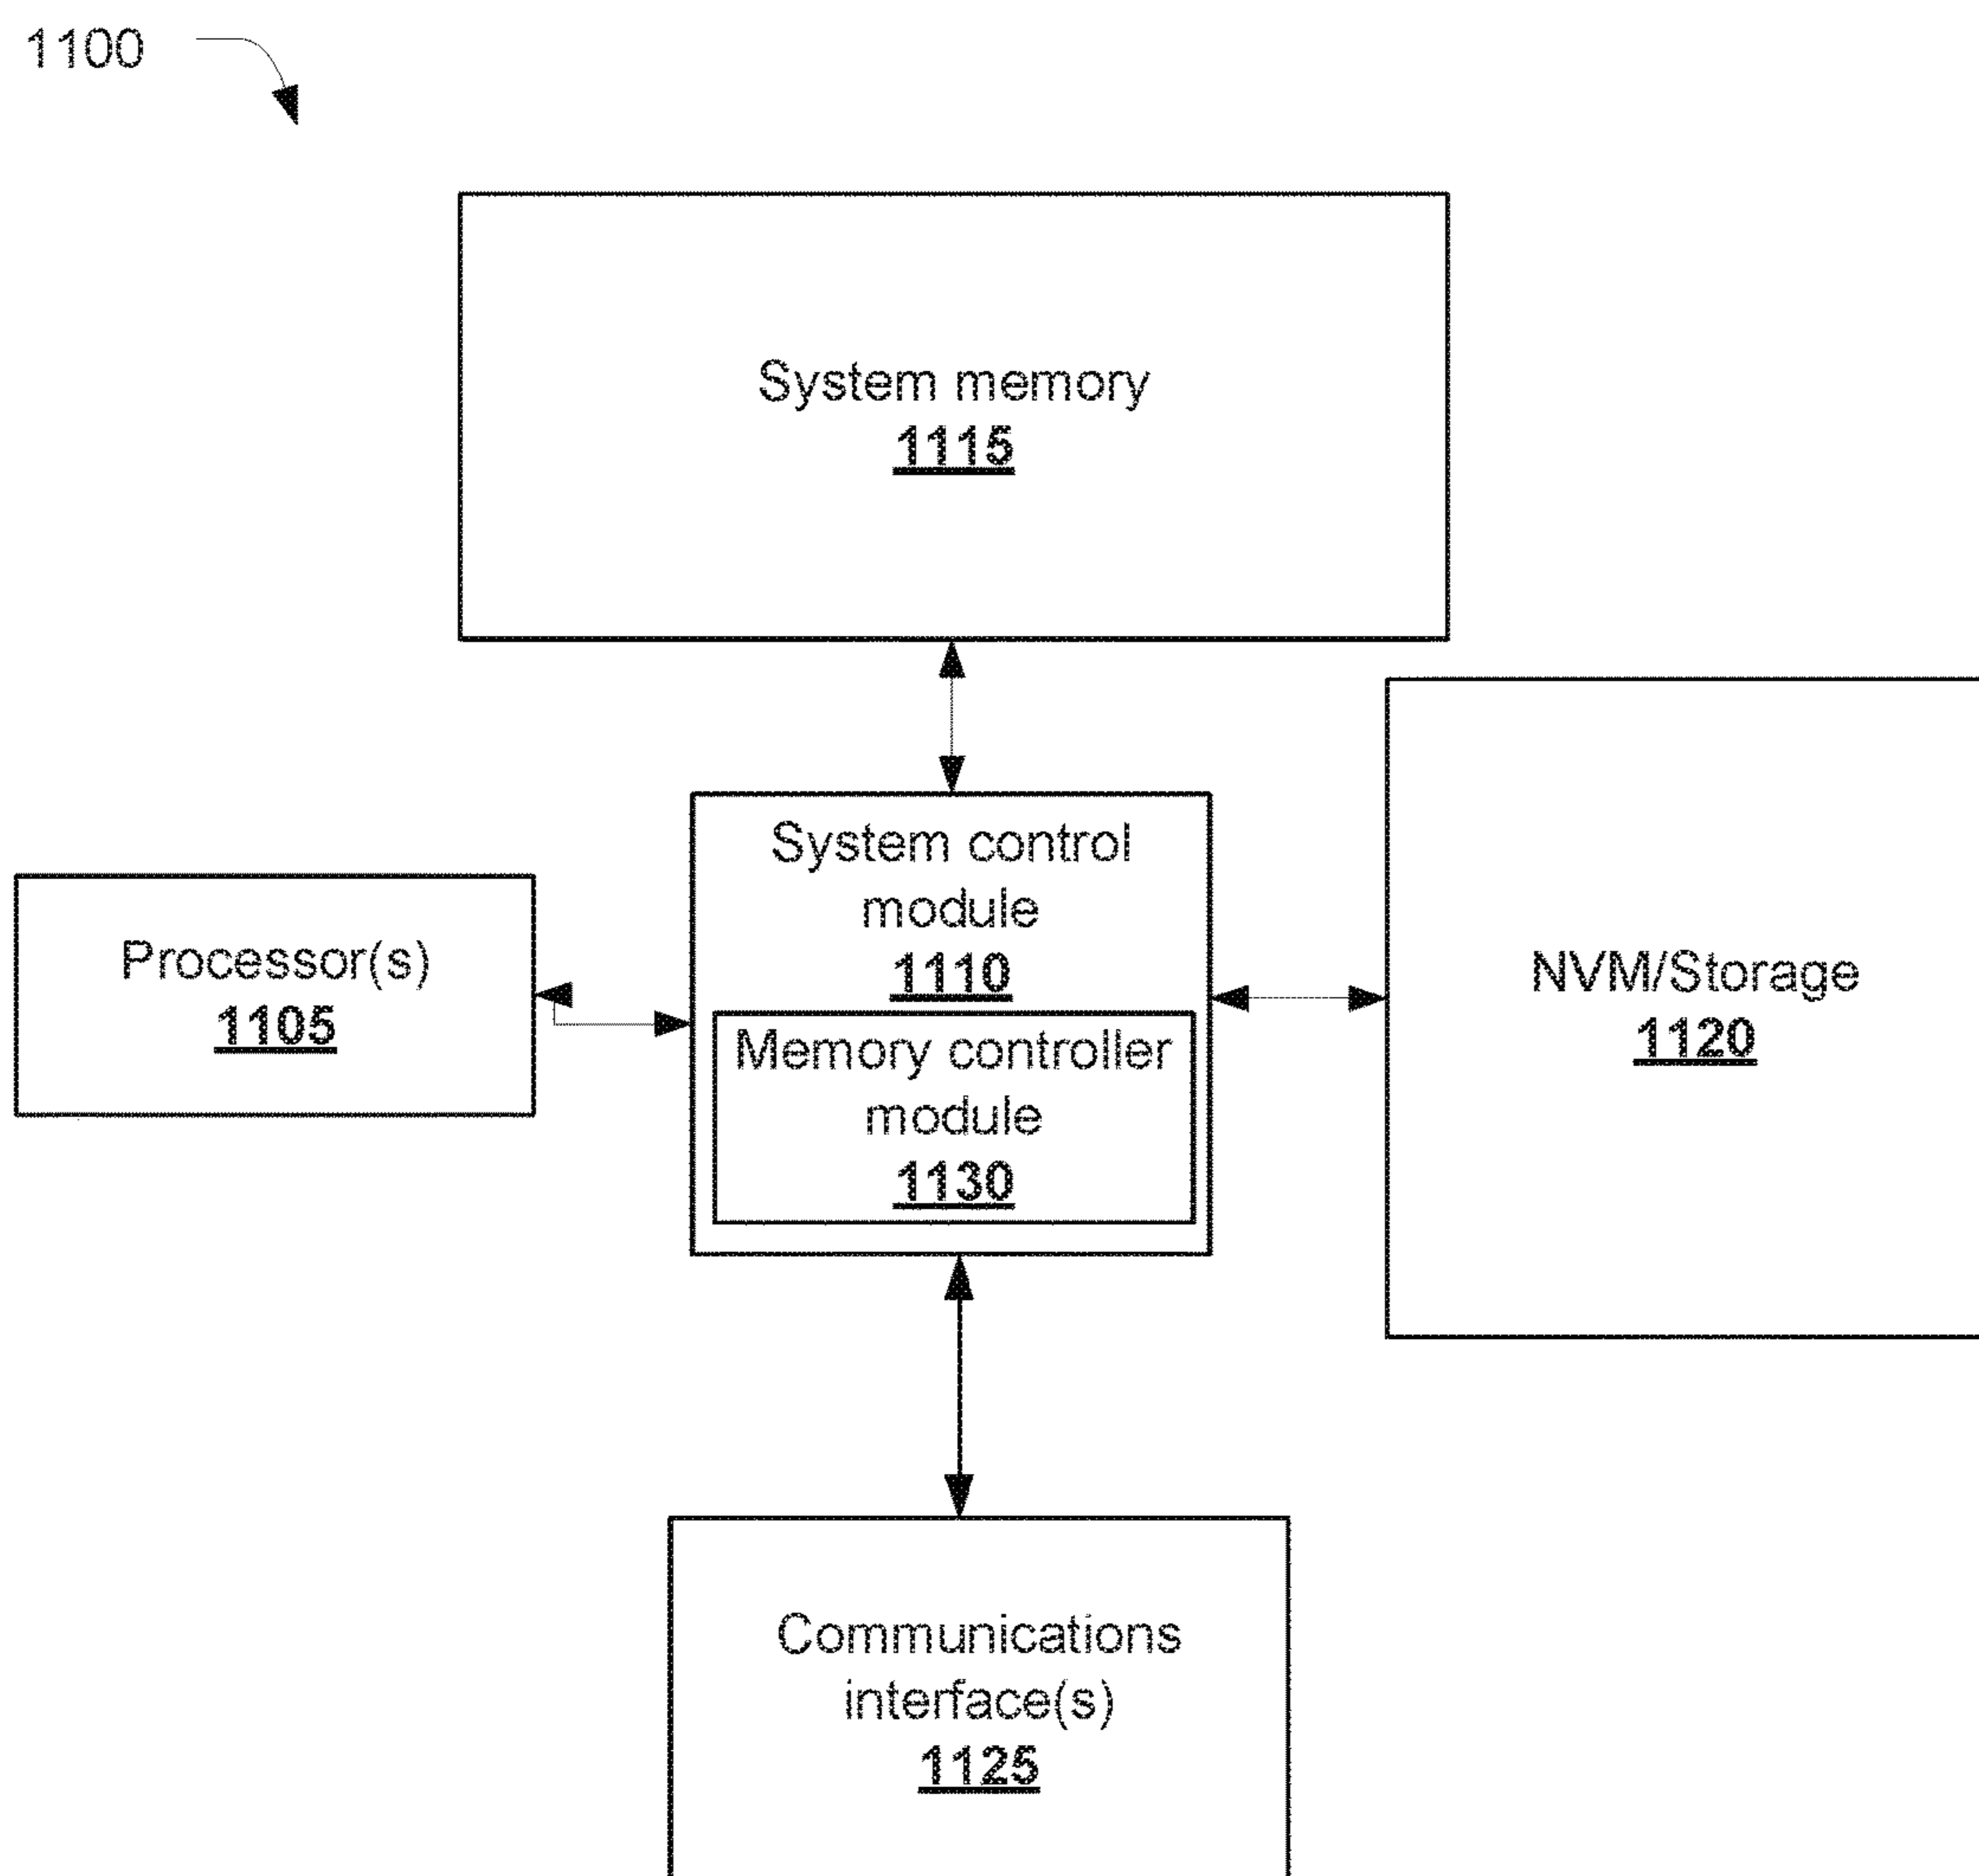 1100
System memory
1115
System control
module
1110
Memory controller
module
1130
Processor(s)
1105
NVM/Storage
1120
Communications
interface(s)
1125